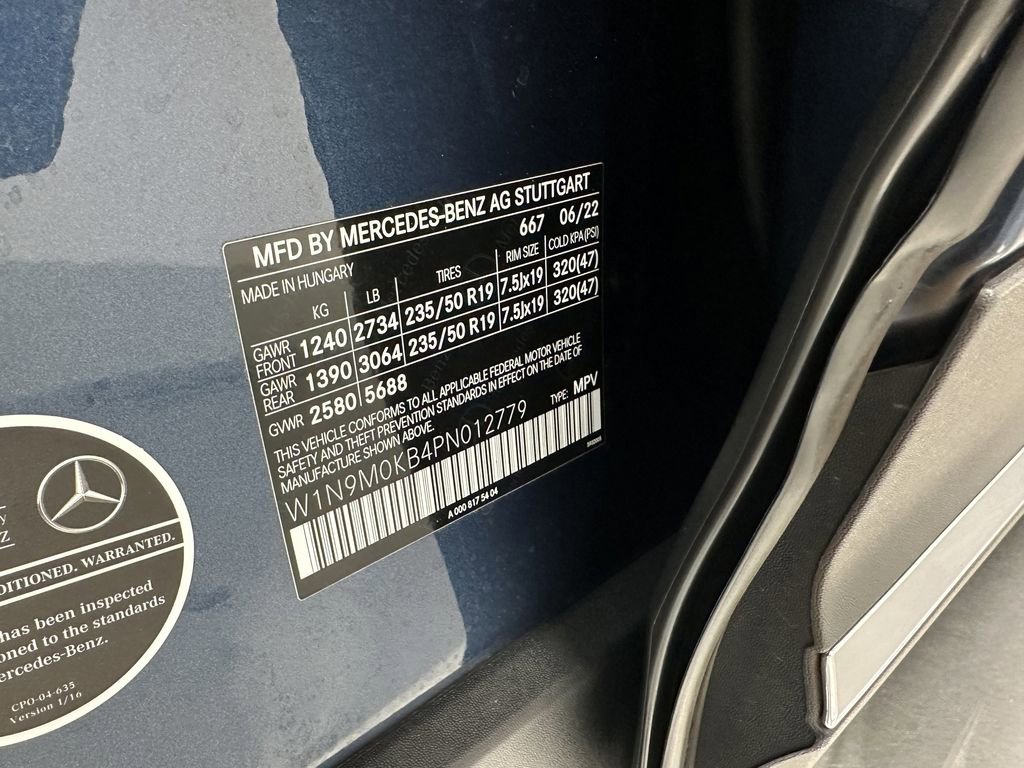 MFD BY MERCEDES-BENZ AG STUTTGART
MADE IN HUNGARY 667 06/22
KG LB TIRES RIM SIZE COLD KPA (PSI)
GAWR FRONT 1240 2734 235/50 R19 7.5Jx19 320(47)
GAWR REAR 1390 3064 235/50 R19 7.5Jx19 320(47)
GVWR 2580 5688
THIS VEHICLE CONFORMS TO ALL APPLICABLE FEDERAL MOTOR VEHICLE
SAFETY AND THEFT PREVENTION STANDARDS IN EFFECT ON THE DATE OF
MANUFACTURE SHOWN ABOVE. TYPE: MPV
W1N9M0KB4PN012779
A 000 817 54 04
DITIONED. WARRANTED.
has been inspected
oned to the standards
ercedes-Benz.
CPO-04-635
Version 1/16